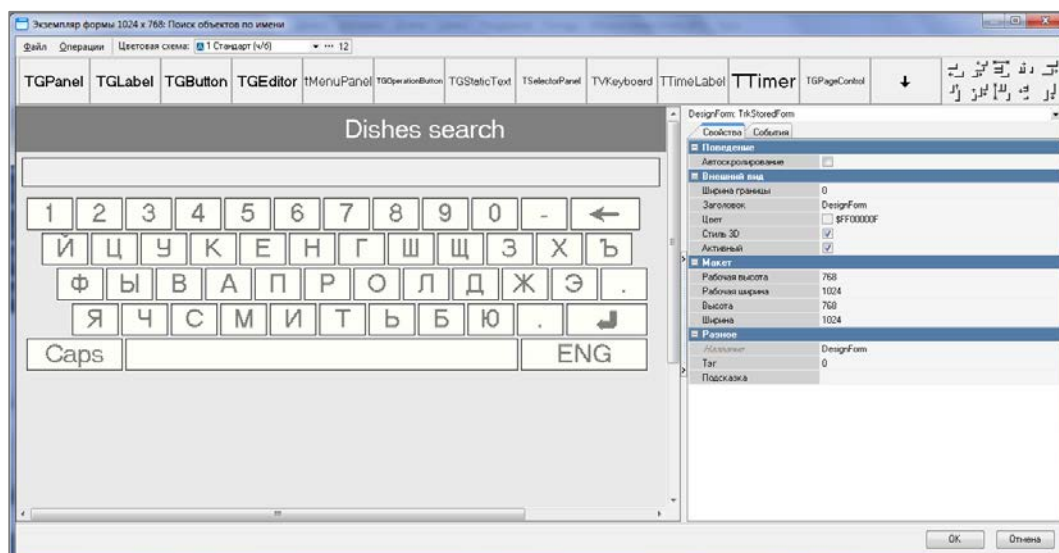 Экземпляр формы 1024 x 768: Поиск объектов по имени
Файл Операции Цветовая схема: 1 Стандарт (ч/б) ... 12
TGPanel TGLabel TGButton TGEditor tMenuPanel TGOperationButton TGStaticText TSelectorPanel TVKeyboard TTimeLabel TTimer TGPageControl
DesignForm: TrkStoredForm
Свойства События
Dishes search
1 2 3 4 5 6 7 8 9 0 -
Й Ц У К Е Н Г Ш Щ З Х Ъ
Ф Ы В А П Р О Л Д Ж Э .
Я Ч С М И Т Ь Б Ю .
Caps ENG
Поведение
Автоскролирование
Внешний вид
Ширина границы 0
Заголовок DesignForm
Цвет $FF00000F
Стиль 3D
Активный
Макет
Рабочая высота 768
Рабочая ширина 1024
Высота 768
Ширина 1024
Разное
Название DesignForm
Тэг 0
Подсказка
OK Отмена